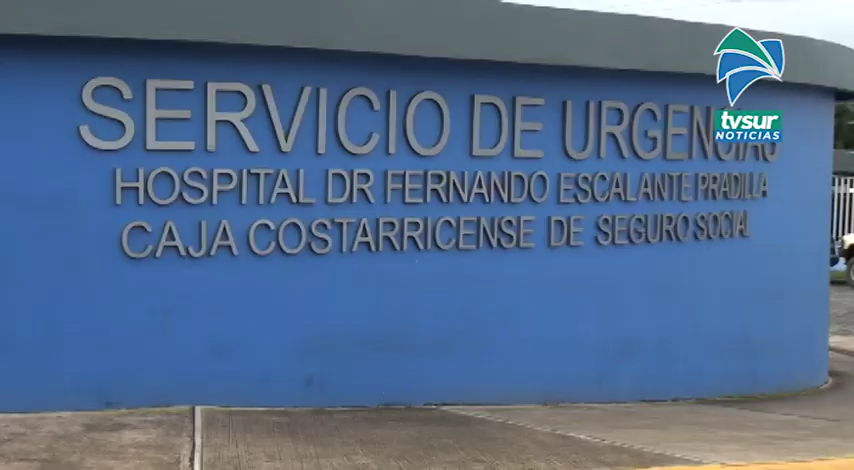 SERVICIO DE URGENCIAS
HOSPITAL DR FERNANDO ESCALANTE PRADILLA
CAJA COSTARRICENSE DE SEGURO SOCIAL
tvsur
NOTICIAS